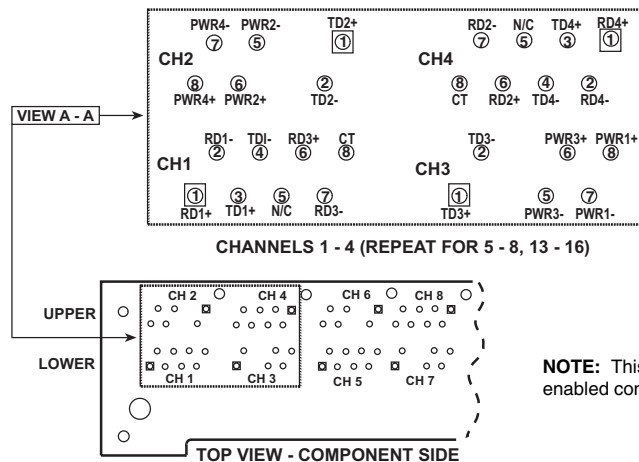 PWR4- PWR2- TD2+ RD2- N/C TD4+ RD4+
7 5 1 7 5 3 1
CH2 CH4
8 6 2 8 6 4 2
PWR4+ PWR2+ TD2- CT RD2+ TD4- RD4-
VIEW A - A
RD1- TDI- RD3+ CT TD3- PWR3+ PWR1+
2 4 6 8 2 6 8
CH1 CH3
1 3 5 7 1 5 7
RD1+ TD1+ N/C RD3- TD3+ PWR3- PWR1-
CHANNELS 1 - 4 (REPEAT FOR 5 - 8, 13 - 16)
CH 2 CH 4 CH 6 CH 8
UPPER
LOWER
CH 1 CH 3 CH 5 CH 7
NOTE: This
enabled con
TOP VIEW - COMPONENT SIDE